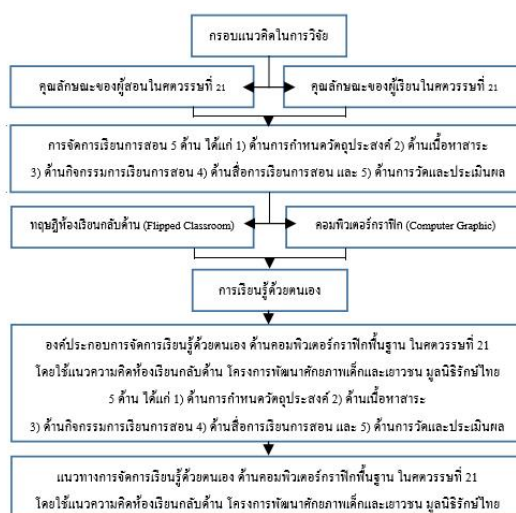 กรอบแนวคิดในการวิจัย
คุณลักษณะของผู้สอนในศตวรรษที่ 21
คุณลักษณะของผู้เรียนในศตวรรษที่ 21
การจัดการเรียนการสอน 5 ด้าน ได้แก่ 1) ด้านการกำหนดวัตถุประสงค์ 2) ด้านเนื้อหาสาระ
3) ด้านกิจกรรมการเรียนการสอน 4) ด้านสื่อการเรียนการสอน และ 5) ด้านการวัดและประเมินผล
ทฤษฎีห้องเรียนกลับด้าน (Flipped Classroom)
คอมพิวเตอร์กราฟิก (Computer Graphic)
การเรียนรู้ด้วยตนเอง
องค์ประกอบการจัดการเรียนรู้ด้วยตนเอง ด้านคอมพิวเตอร์กราฟิกพื้นฐาน ในศตวรรษที่ 21
โดยใช้แนวความคิดห้องเรียนกลับด้าน โครงการพัฒนาศักยภาพเด็กและเยาวชน มูลนิธิรักษ์ไทย
5 ด้าน ได้แก่ 1) ด้านการกำหนดวัตถุประสงค์ 2) ด้านเนื้อหาสาระ
3) ด้านกิจกรรมการเรียนการสอน 4) ด้านสื่อการเรียนการสอน และ 5) ด้านการวัดและประเมินผล
แนวทางการจัดการเรียนรู้ด้วยตนเอง ด้านคอมพิวเตอร์กราฟิกพื้นฐาน ในศตวรรษที่ 21
โดยใช้แนวความคิดห้องเรียนกลับด้าน โครงการพัฒนาศักยภาพเด็กและเยาวชน มูลนิธิรักษ์ไทย